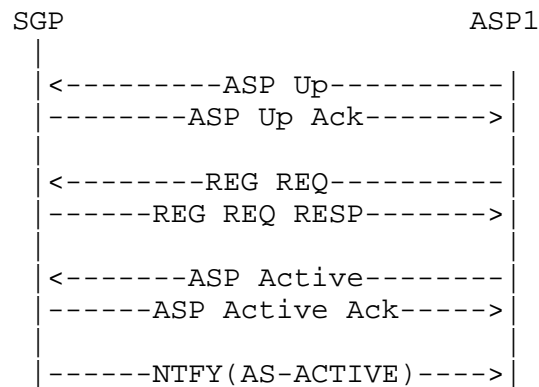 SGP ASP1
|
|<---------ASP Up----------|
|--------ASP Up Ack------->|
| |
|<--------REG REQ----------|
|------REG REQ RESP------->|
| |
|<-------ASP Active--------|
|------ASP Active Ack----->|
| |
|------NTFY(AS-ACTIVE)---->|